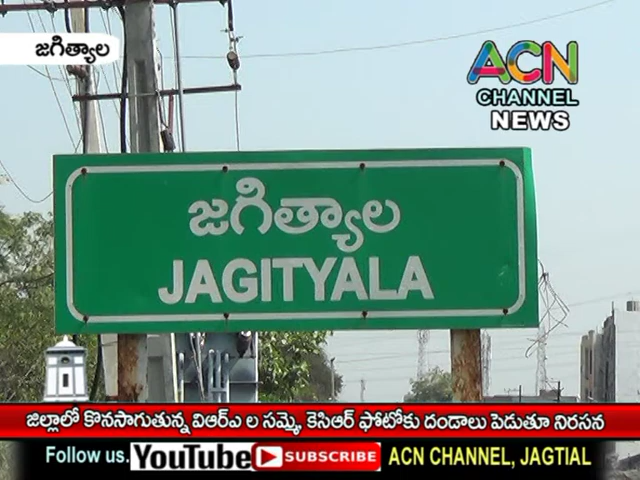 జగిత్యాల
ACN
CHANNEL
NEWS
జగిత్యాల
JAGITYALA
జిల్లాలో కొనసాగుతున్న విఆర్ఎ ల సమ్మె, కెసిఆర్ ఫోటోకు దండాలు పెడుతూ నిరసన
Follow us. YouTube SUBSCRIBE ACN CHANNEL, JAGTIAL